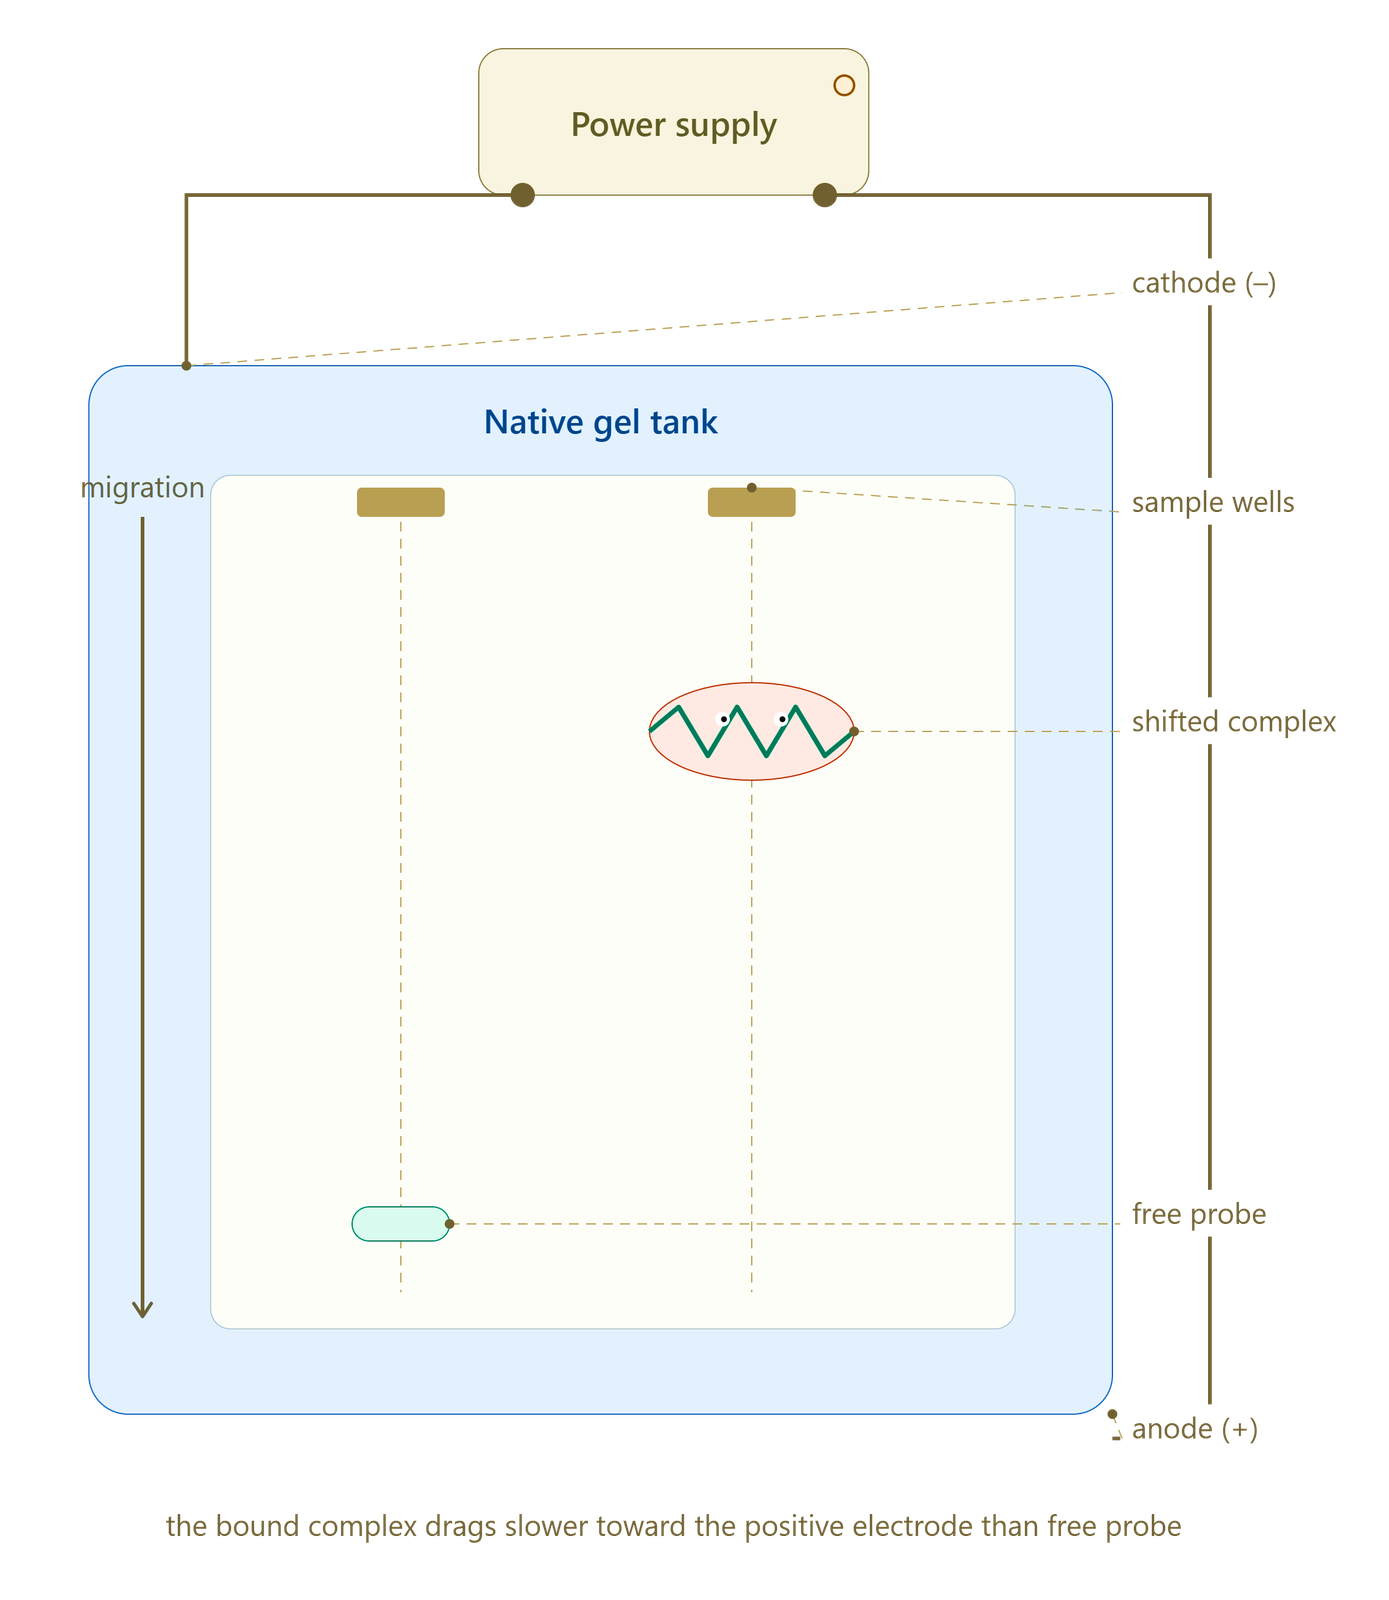 Power supply
cathode (–)
Native gel tank
migration
sample wells
shifted complex
free probe
anode (+)
the bound complex drags slower toward the positive electrode than free probe